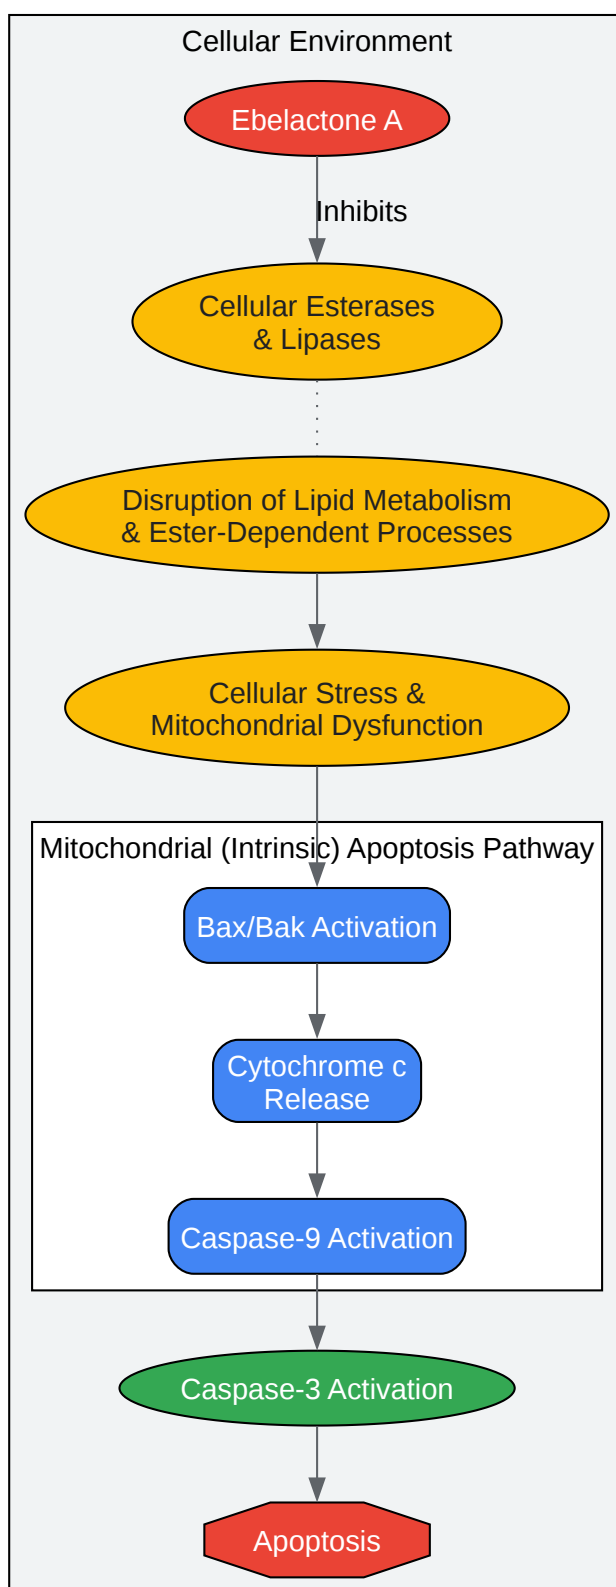 Cellular Environment
Ebelactone A
Inhibits
Cellular Esterases
& Lipases
Disruption of Lipid Metabolism
& Ester-Dependent Processes
Cellular Stress &
Mitochondrial Dysfunction
Mitochondrial (Intrinsic) Apoptosis Pathway
Bax/Bak Activation
Cytochrome c
Release
Caspase-9 Activation
Caspase-3 Activation
Apoptosis